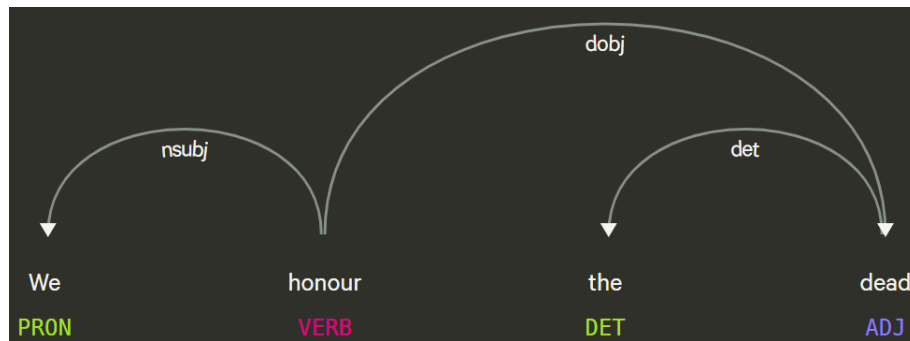 dobj
nsubj det
We honour the dead
PRON VERB DET ADJ